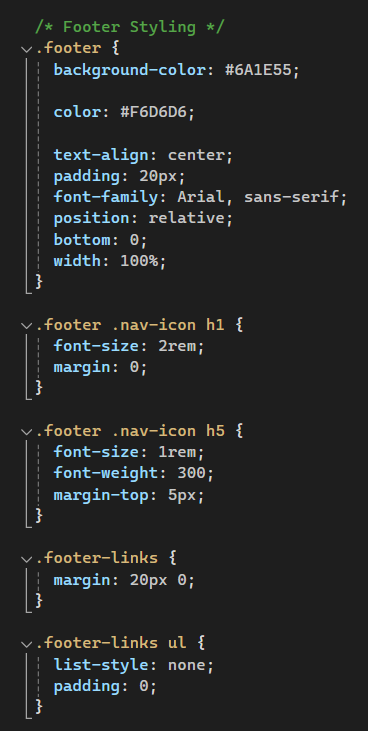 /* Footer Styling */
.footer {
background-color: #6A1E55;
color: #F6D6D6;
text-align: center;
padding: 20px;
font-family: Arial, sans-serif;
position: relative;
bottom: 0;
width: 100%;
}
.footer .nav-icon h1 {
font-size: 2rem;
margin: 0;
}
.footer .nav-icon h5 {
font-size: 1rem;
font-weight: 300;
margin-top: 5px;
}
.footer-links {
margin: 20px 0;
}
.footer-links ul {
list-style: none;
padding: 0;
}